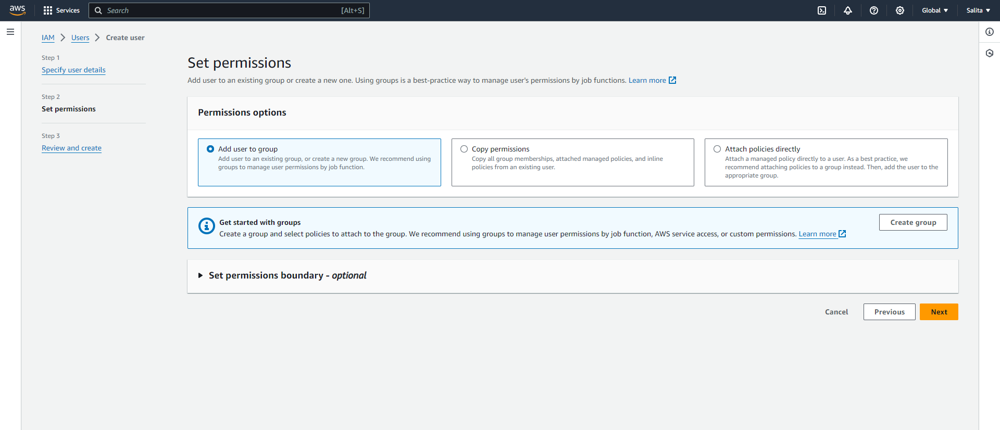 aws
Services
Search
[Alt+S]
Global
Salita
IAM
Users
Create user
Step 1
Specify user details
Step 2
Set permissions
Step 3
Review and create
Set permissions
Add user to an existing group or create a new one. Using groups is a best-practice way to manage user's permissions by job functions. Learn more
Permissions options
Add user to group
Add user to an existing group, or create a new group. We recommend using
groups to manage user permissions by job function.
Copy permissions
Copy all group memberships, attached managed policies, and inline
policies from an existing user.
Attach policies directly
Attach a managed policy directly to a user. As a best practice, we
recommend attaching policies to a group instead. Then, add the user to the
appropriate group.
Get started with groups
Create a group and select policies to attach to the group. We recommend using groups to manage user permissions by job function, AWS service access, or custom permissions. Learn more
Create group
Set permissions boundary - optional
Cancel
Previous
Next